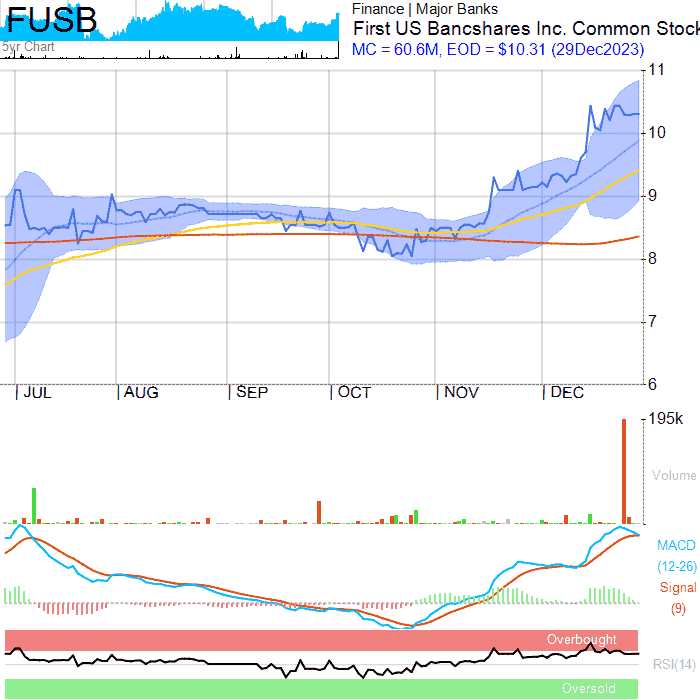 FUSB
5yr Chart
Finance | Major Banks
First US Bancshares Inc. Common Stock
MC = 60.6M, EOD = $10.31 (29Dec2023)
11
10
9
8
7
6
JUL
AUG
SEP
OCT
NOV
DEC
195k
Volume
MACD
(12-26)
Signal
(9)
Overbought
RSI(14)
Oversold